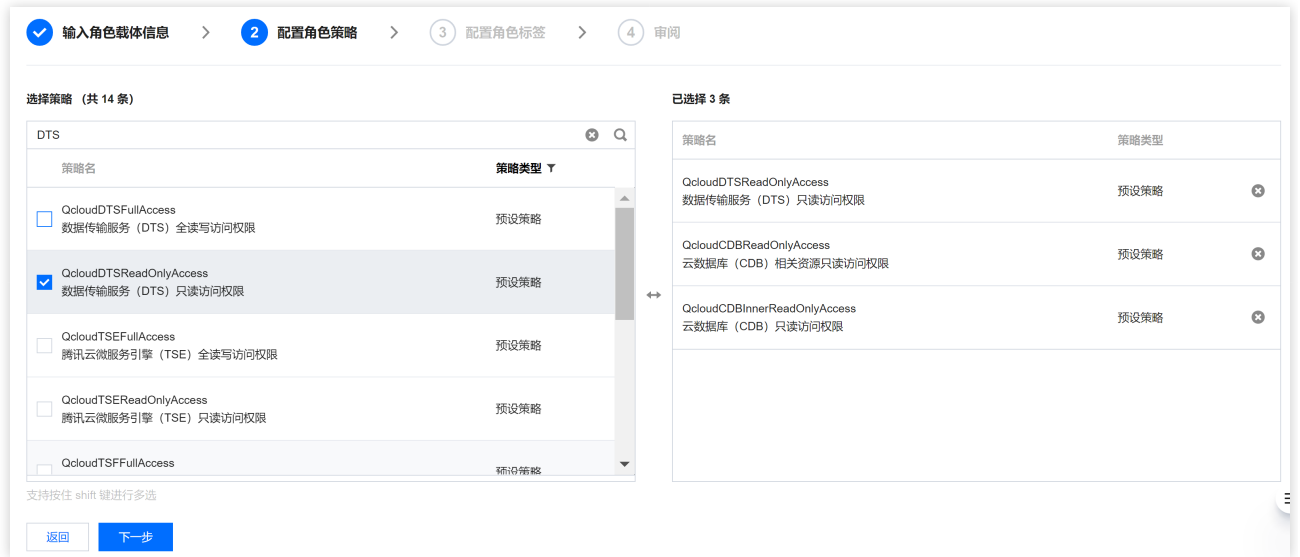 输入角色载体信息
2 配置角色策略
3 配置角色标签
4 审阅
选择策略 （共 14 条）
DTS
策略名 策略类型
QcloudDTSFullAccess
数据传输服务（DTS）全读写访问权限
预设策略
QcloudDTSReadOnlyAccess
数据传输服务（DTS）只读访问权限
预设策略
QcloudTSEFullAccess
腾讯云微服务引擎（TSE）全读写访问权限
预设策略
QcloudTSEReadOnlyAccess
腾讯云微服务引擎（TSE）只读访问权限
预设策略
QcloudTSFFullAccess
预设策略
支持按住 shift 键进行多选
返回
下一步
已选择 3 条
策略名 策略类型
QcloudDTSReadOnlyAccess
数据传输服务（DTS）只读访问权限
预设策略
QcloudCDBReadOnlyAccess
云数据库（CDB）相关资源只读访问权限
预设策略
QcloudCDBInnerReadOnlyAccess
云数据库（CDB）只读访问权限
预设策略